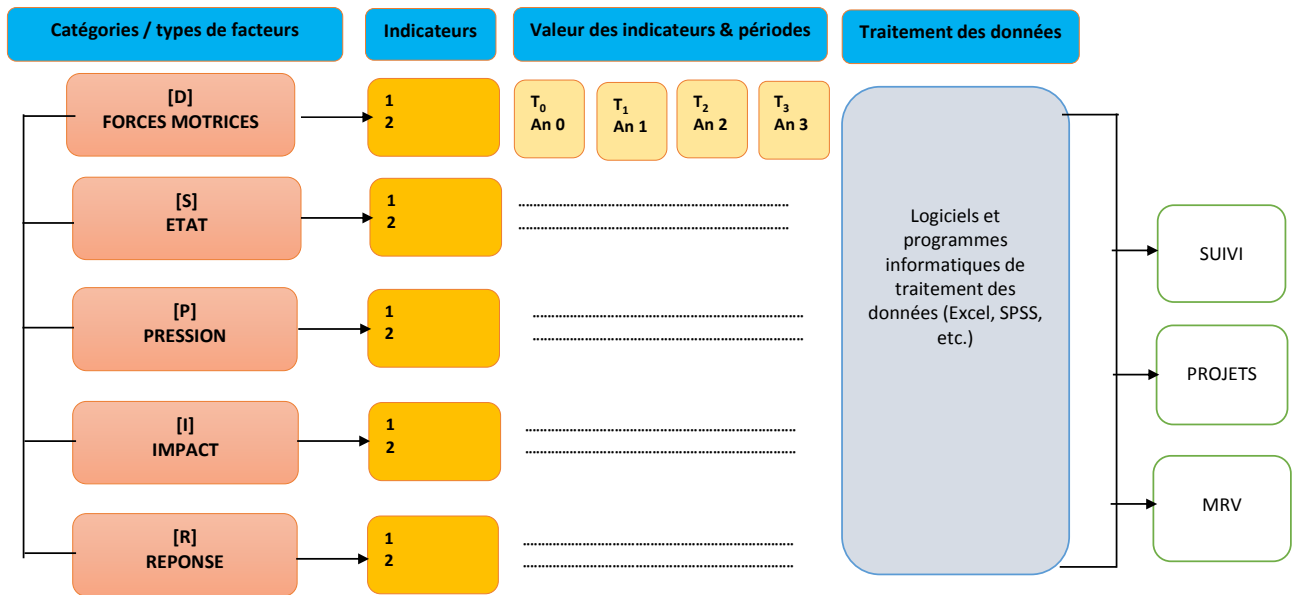 Catégories / types de facteurs
Indicateurs
Valeur des indicateurs & périodes
Traitement des données
[D]
FORCES MOTRICES
1
2
T0
An 0
T1
An 1
T2
An 2
T3
An 3
[S]
ETAT
1
2
[P]
PRESSION
1
2
[I]
IMPACT
1
2
[R]
REPONSE
1
2
Logiciels et
programmes
informatiques de
traitement des
données (Excel, SPSS,
etc.)
SUIVI
PROJETS
MRV